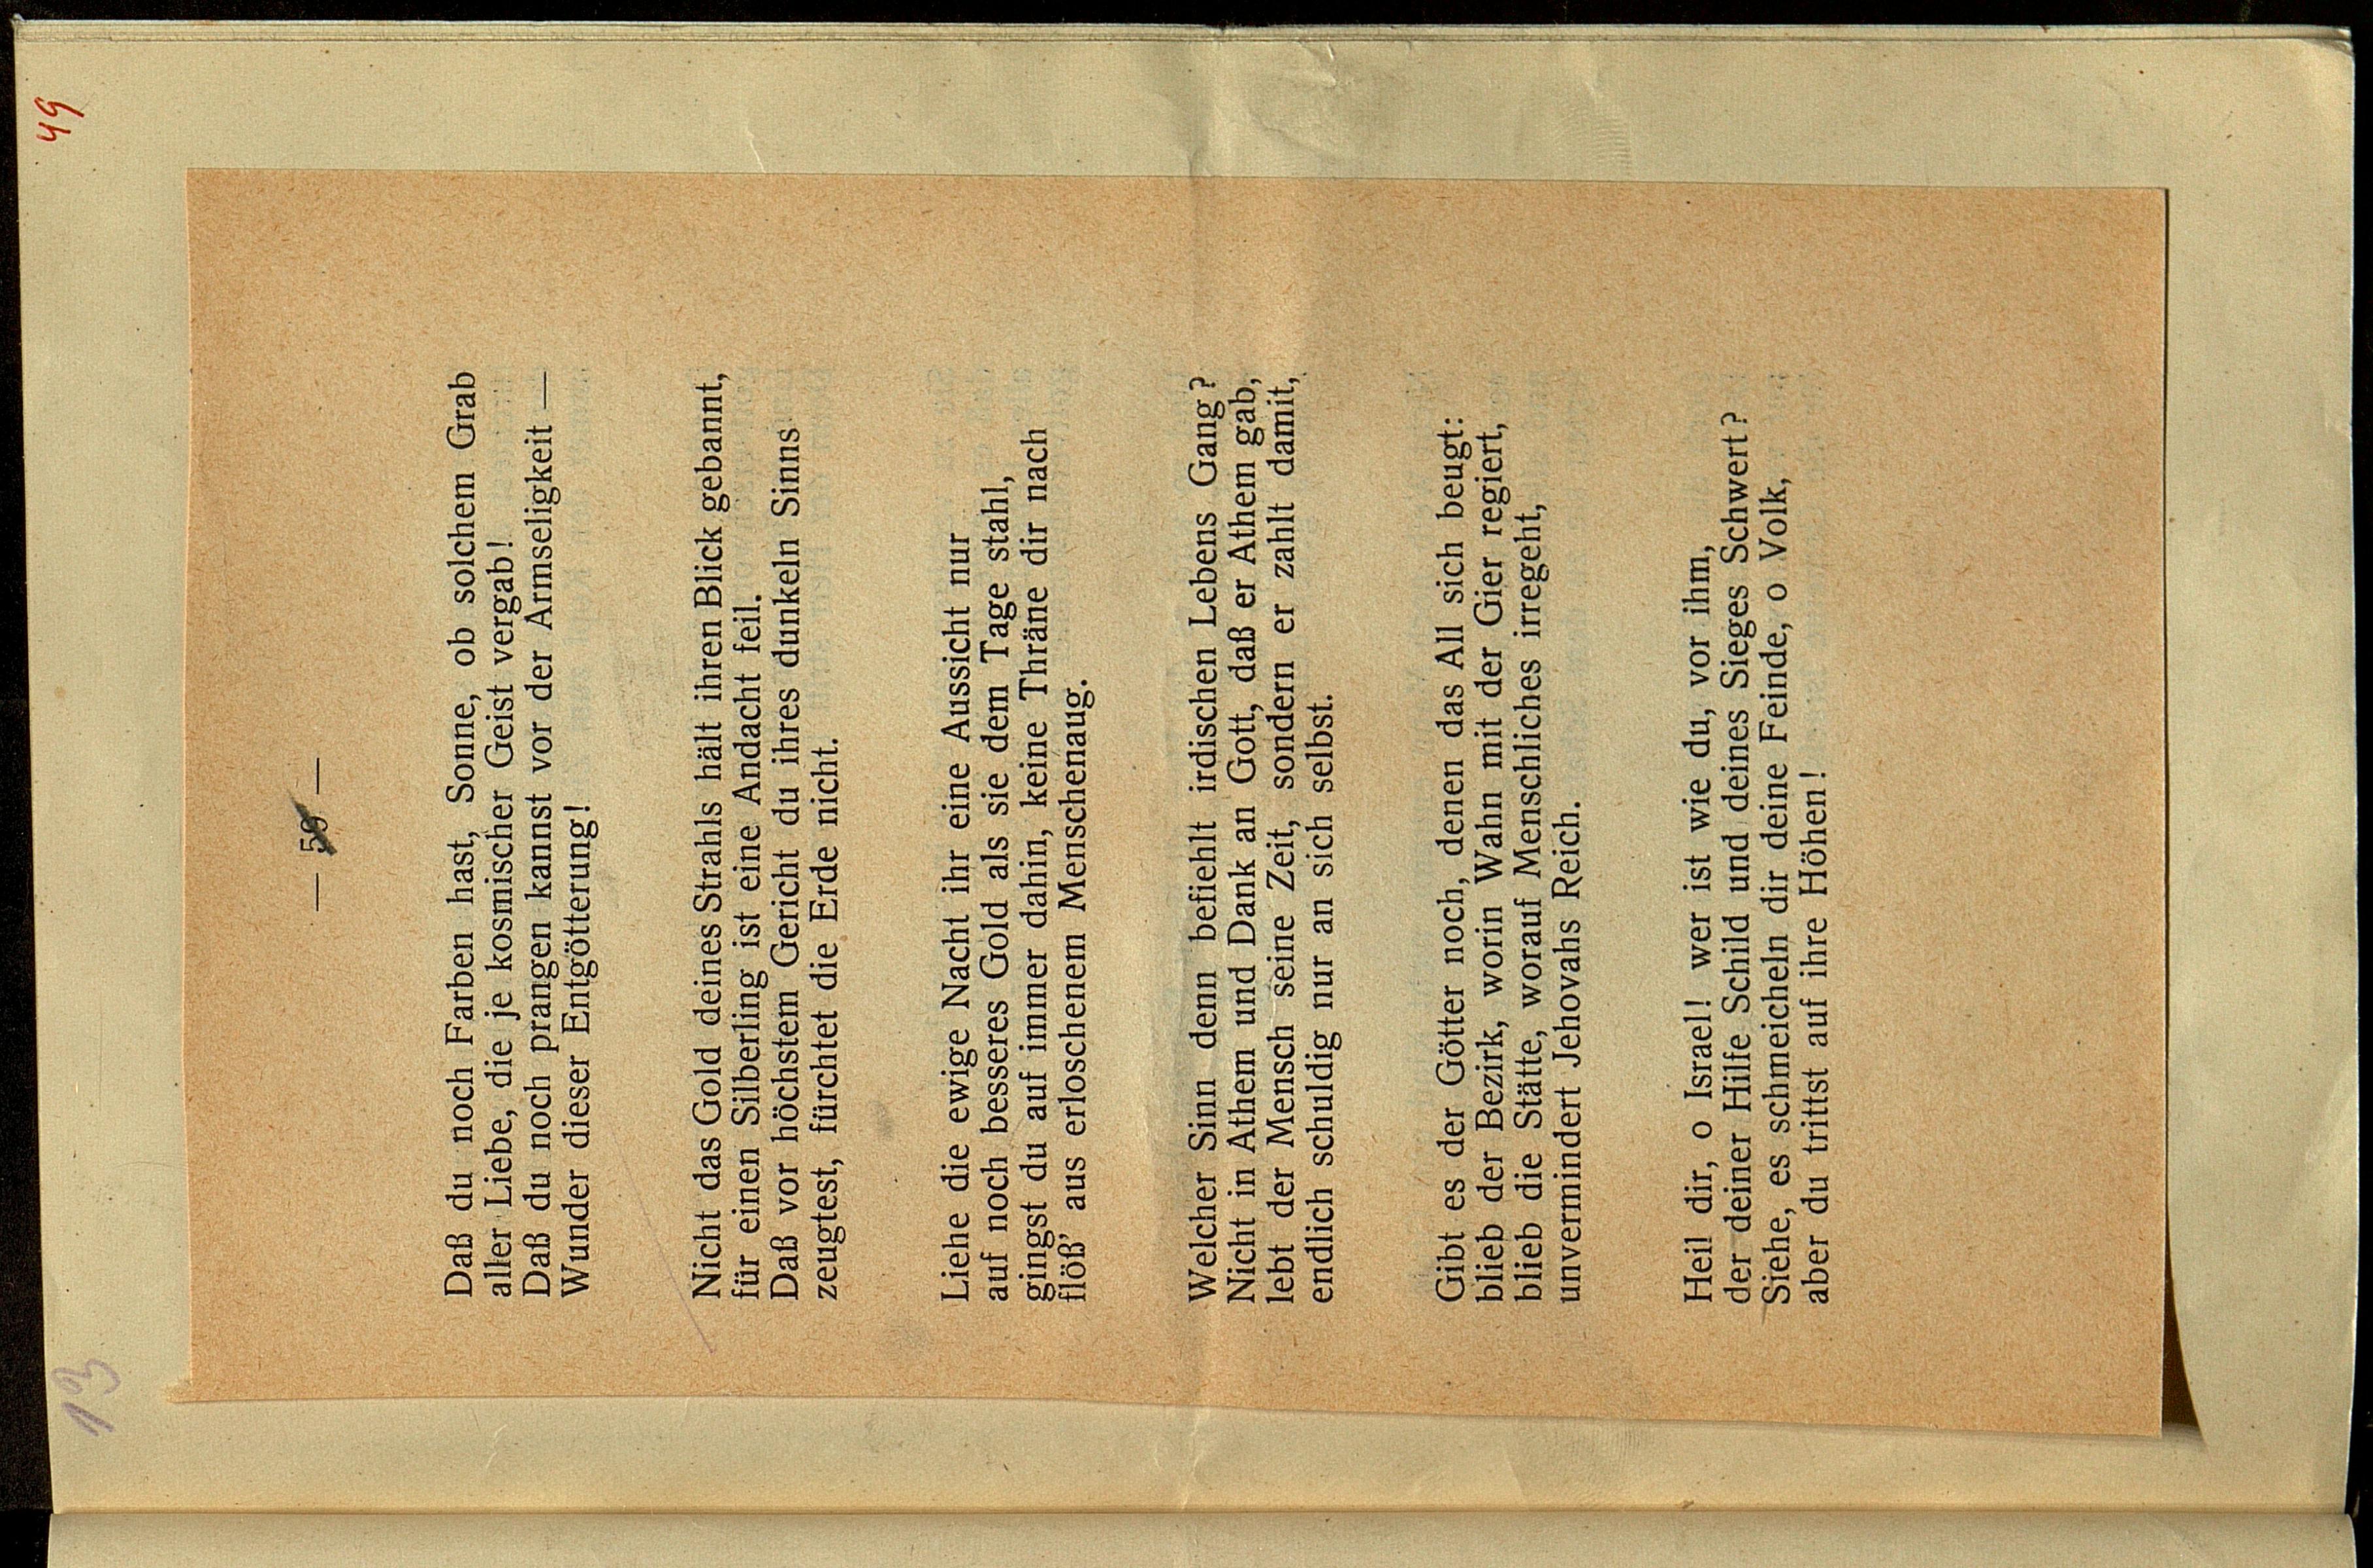 13
49
— 59 —
Daß du noch Farben hast, Sonne, ob solchem Grab
aller Liebe, die je kosmischer Geist vergab!
Daß du noch prangen kannst vor der Armseligkeit —
Wunder dieser Entgötterung!
Nicht das Gold deines Strahls hält ihren Blick gebannt,
für einen Silberling ist eine Andacht feil.
Daß vor höchstem Gericht du ihres dunkeln Sinns
zeugtest, fürchtet die Erde nicht.
Liehe die ewige Nacht ihr eine Aussicht nur
auf noch besseres Gold als sie dem Tage stahl,
gingst du auf immer dahin, keine Thräne dir nach
flöß' aus erloschenem Menschenaug.
Welcher Sinn denn befiehlt irdischen Lebens Gang?
Nicht in Athem und Dank an Gott, daß er Athem gab,
lebt der Mensch seine Zeit, sondern er zahlt damit,
endlich schuldig nur an sich selbst.
Gibt es der Götter noch, denen das All sich beugt:
blieb der Bezirk, worin Wahn mit der Gier regiert,
blieb die Stätte, worauf Menschliches irregeht,
unvermindert Jehovahs Reich.
Heil dir, o Israel! wer ist wie du, vor ihm,
der deiner Hilfe Schild und deines Sieges Schwert?
Siehe, es schmeicheln dir deine Feinde, o Volk,
aber du trittst auf ihre Höhen!